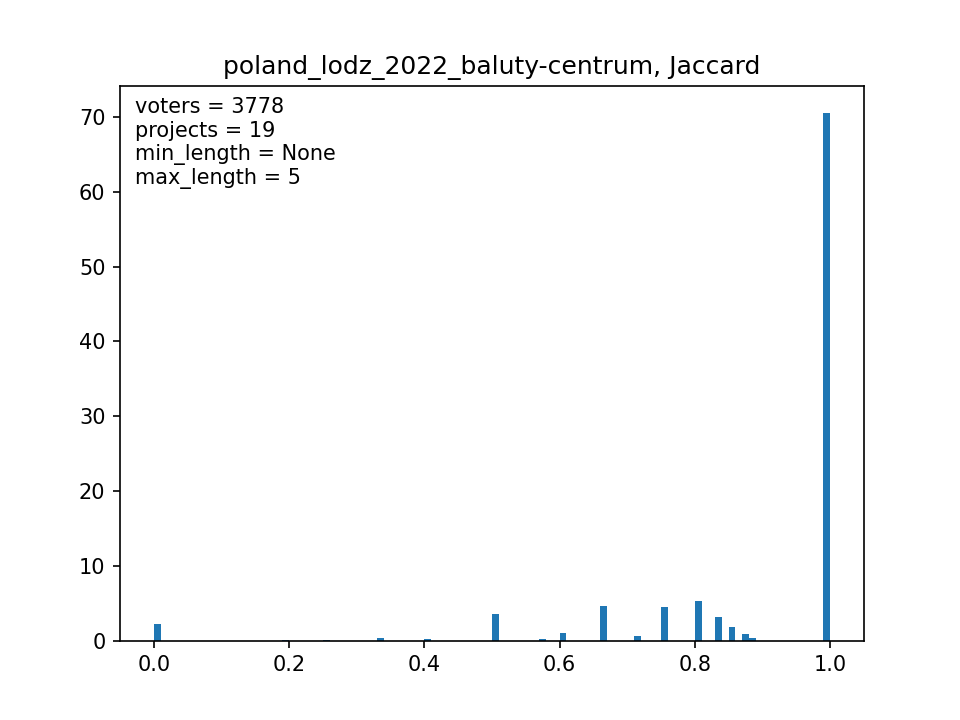 poland_lodz_2022_baluty-centrum, Jaccard
voters = 3778
projects = 19
min_length = None
max_length = 5
70
60
50
40
30
20
10
0
0.0 0.2 0.4 0.6 0.8 1.0